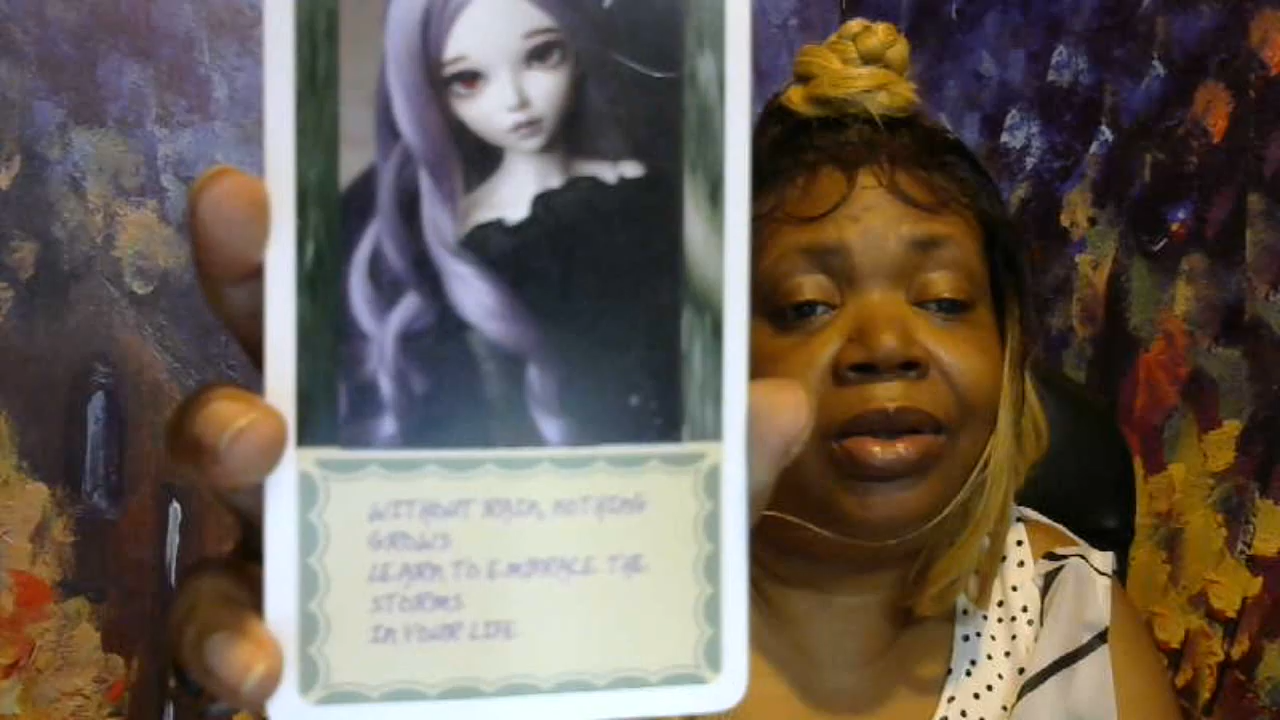 WITHOUT RAIN, NOTHING
GROWS
LEARN TO EMBRACE THE
STORMS
IN YOUR LIFE